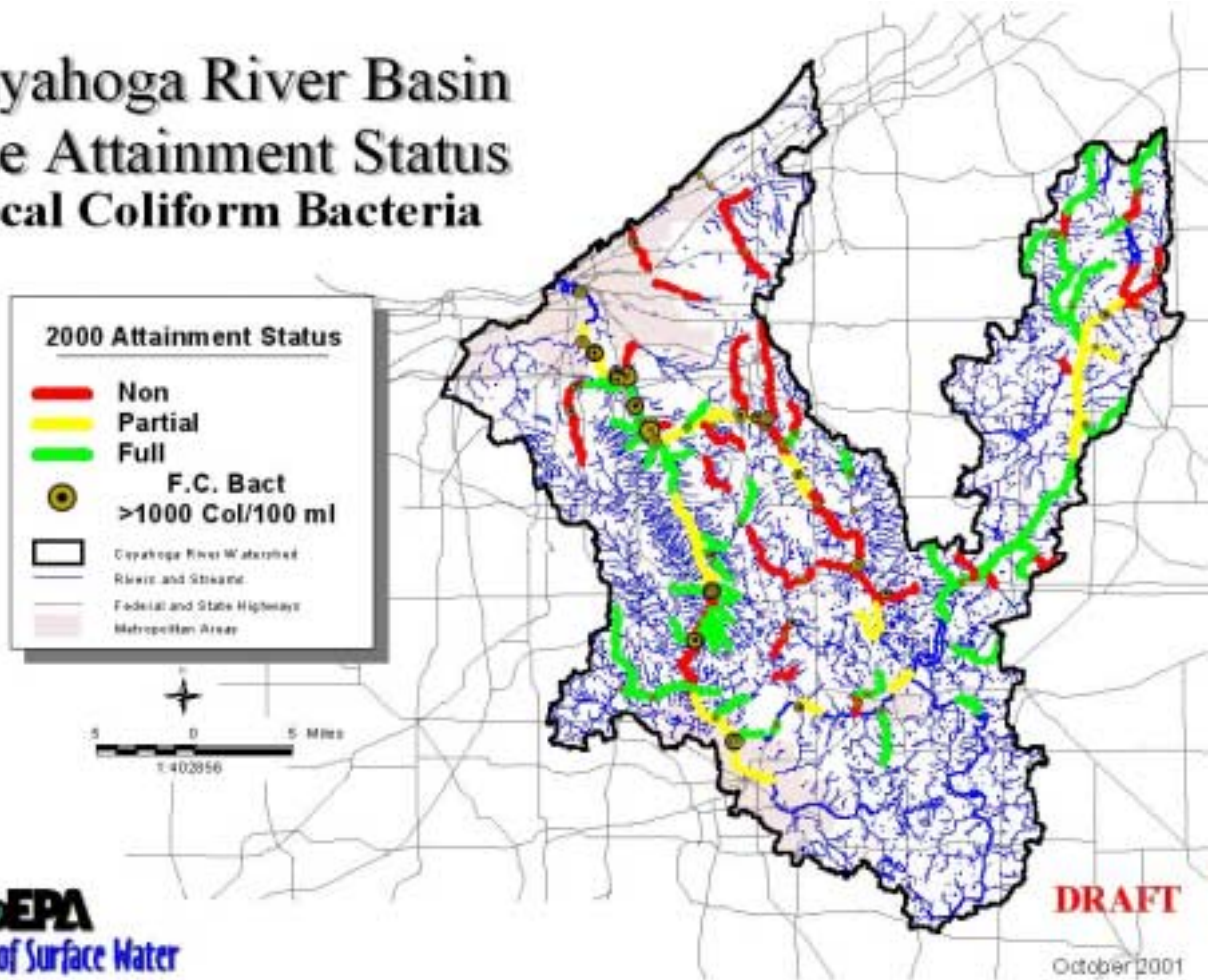 yahoga River Basin
e Attainment Status
cal Coliform Bacteria
2000 Attainment Status
Non
Partial
Full
F.C. Bact
>1000 Col/100 ml
Cuyahoga River Watershed
Rivers and Streams
Federal and State Highways
Metropolitan Areas
5 0 5 Miles
1:402856
EPA
of Surface Water
DRAFT
October 2001